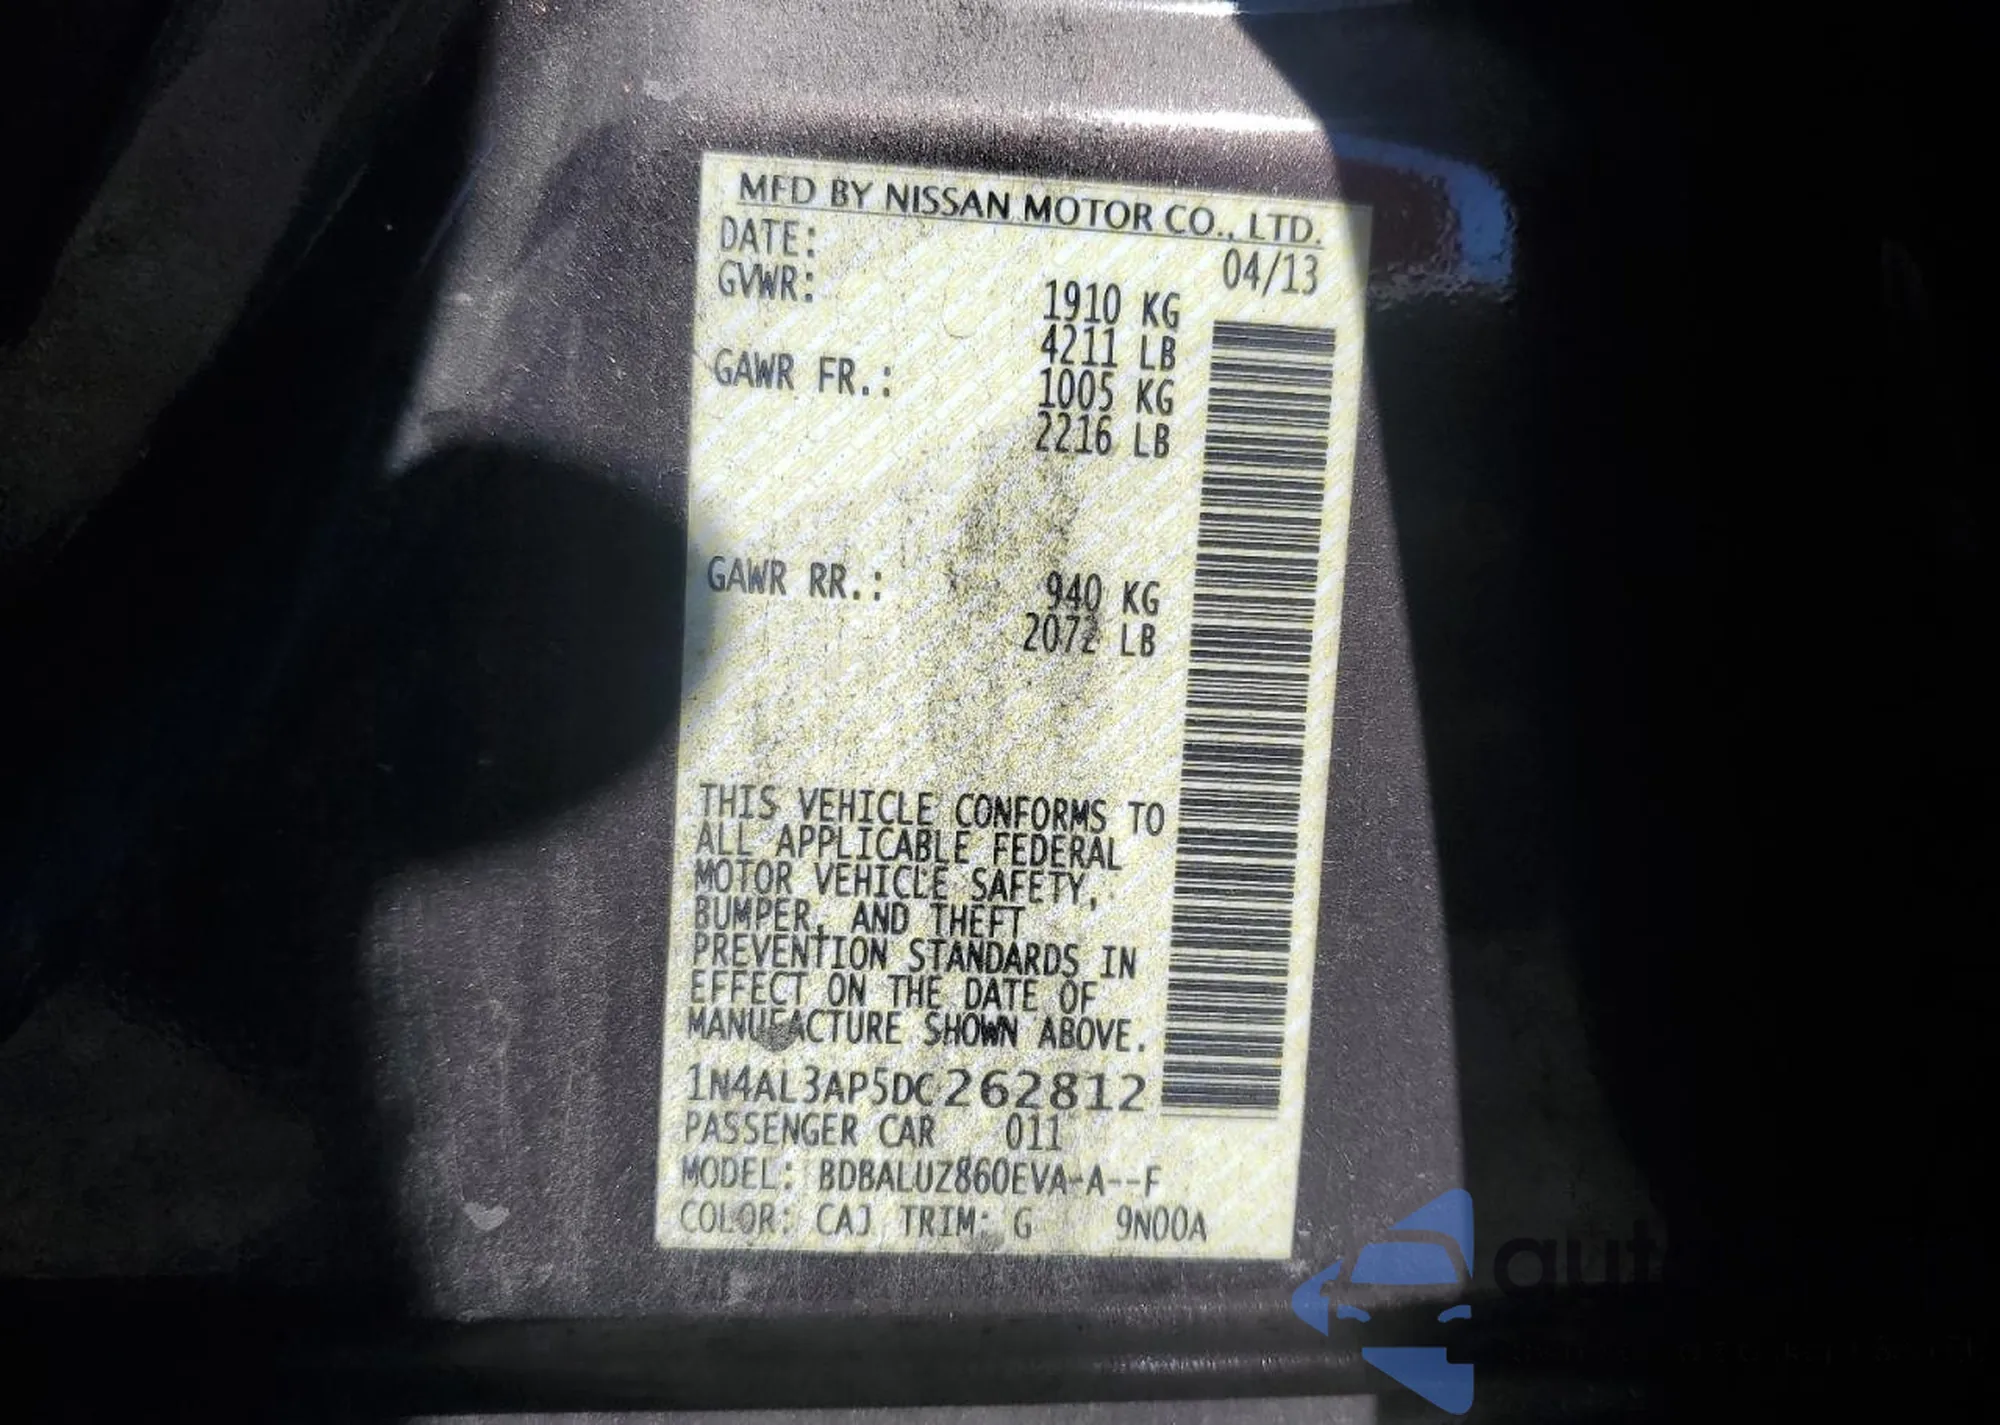 MFD BY NISSAN MOTOR CO., LTD.
DATE: 04/13
GVWR: 1910 KG
4211 LB
GAWR FR.: 1005 KG
2216 LB
GAWR RR.: 940 KG
2072 LB
THIS VEHICLE CONFORMS TO
ALL APPLICABLE FEDERAL
MOTOR VEHICLE SAFETY,
BUMPER, AND THEFT
PREVENTION STANDARDS IN
EFFECT ON THE DATE OF
MANUFACTURE SHOWN ABOVE.
1N4AL3AP5DC262812
PASSENGER CAR 011
MODEL: BDBALUZ860EVA-A--F
COLOR: CAJ TRIM: G 9N00A